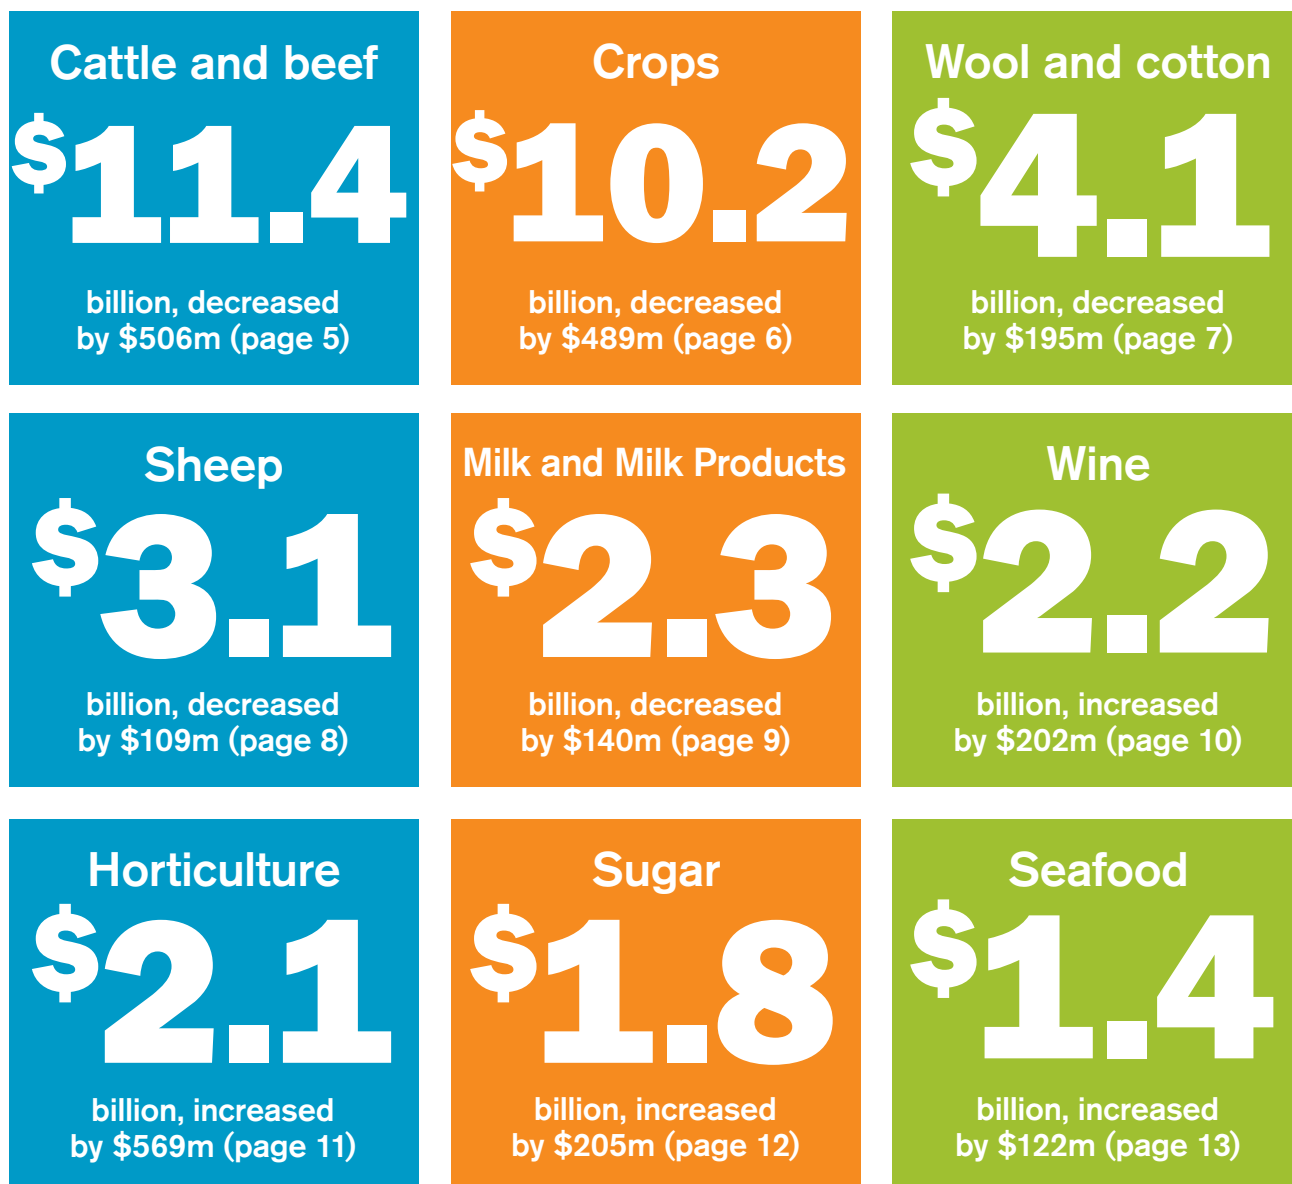 Cattle and beef
$11.4
billion, decreased
by $506m (page 5)
Crops
$10.2
billion, decreased
by $489m (page 6)
Wool and cotton
$4.1
billion, decreased
by $195m (page 7)
Sheep
$3.1
billion, decreased
by $109m (page 8)
Milk and Milk Products
$2.3
billion, decreased
by $140m (page 9)
Wine
$2.2
billion, increased
by $202m (page 10)
Horticulture
$2.1
billion, increased
by $569m (page 11)
Sugar
$1.8
billion, increased
by $205m (page 12)
Seafood
$1.4
billion, increased
by $122m (page 13)